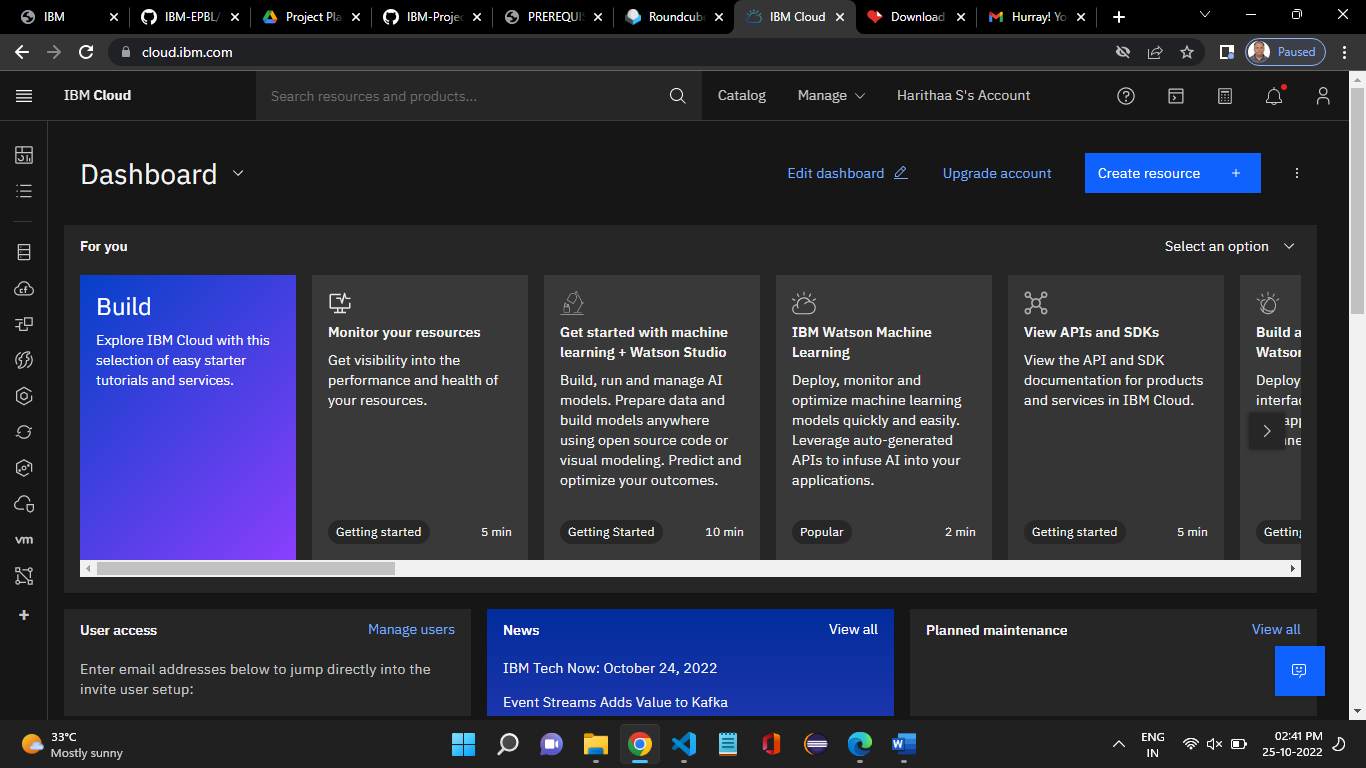 IBM
IBM-EPBL/
Project Pla
IBM-Projec
PREREQUIS
Roundcube
IBM Cloud
Download
Hurray! Yo
cloud.ibm.com
Paused
IBM Cloud
Search resources and products...
Catalog
Manage
Harithaa S's Account
Dashboard
Edit dashboard
Upgrade account
Create resource +
For you
Select an option
Build
Explore IBM Cloud with this
selection of easy starter
tutorials and services.
Monitor your resources
Get visibility into the
performance and health of
your resources.
Getting started
5 min
Get started with machine
learning + Watson Studio
Build, run and manage AI
models. Prepare data and
build models anywhere
using open source code or
visual modeling. Predict and
optimize your outcomes.
Getting Started
10 min
IBM Watson Machine
Learning
Deploy, monitor and
optimize machine learning
models quickly and easily.
Leverage auto-generated
APIs to infuse AI into your
applications.
Popular
2 min
View APIs and SDKs
View the API and SDK
documentation for products
and services in IBM Cloud.
Getting started
5 min
Build a
Watson
Deploy
interfac
Getting
vm
User access
Manage users
Enter email addresses below to jump directly into the
invite user setup:
News
View all
IBM Tech Now: October 24, 2022
Event Streams Adds Value to Kafka
Planned maintenance
View all
33°C
Mostly sunny
ENG
IN
02:41 PM
25-10-2022